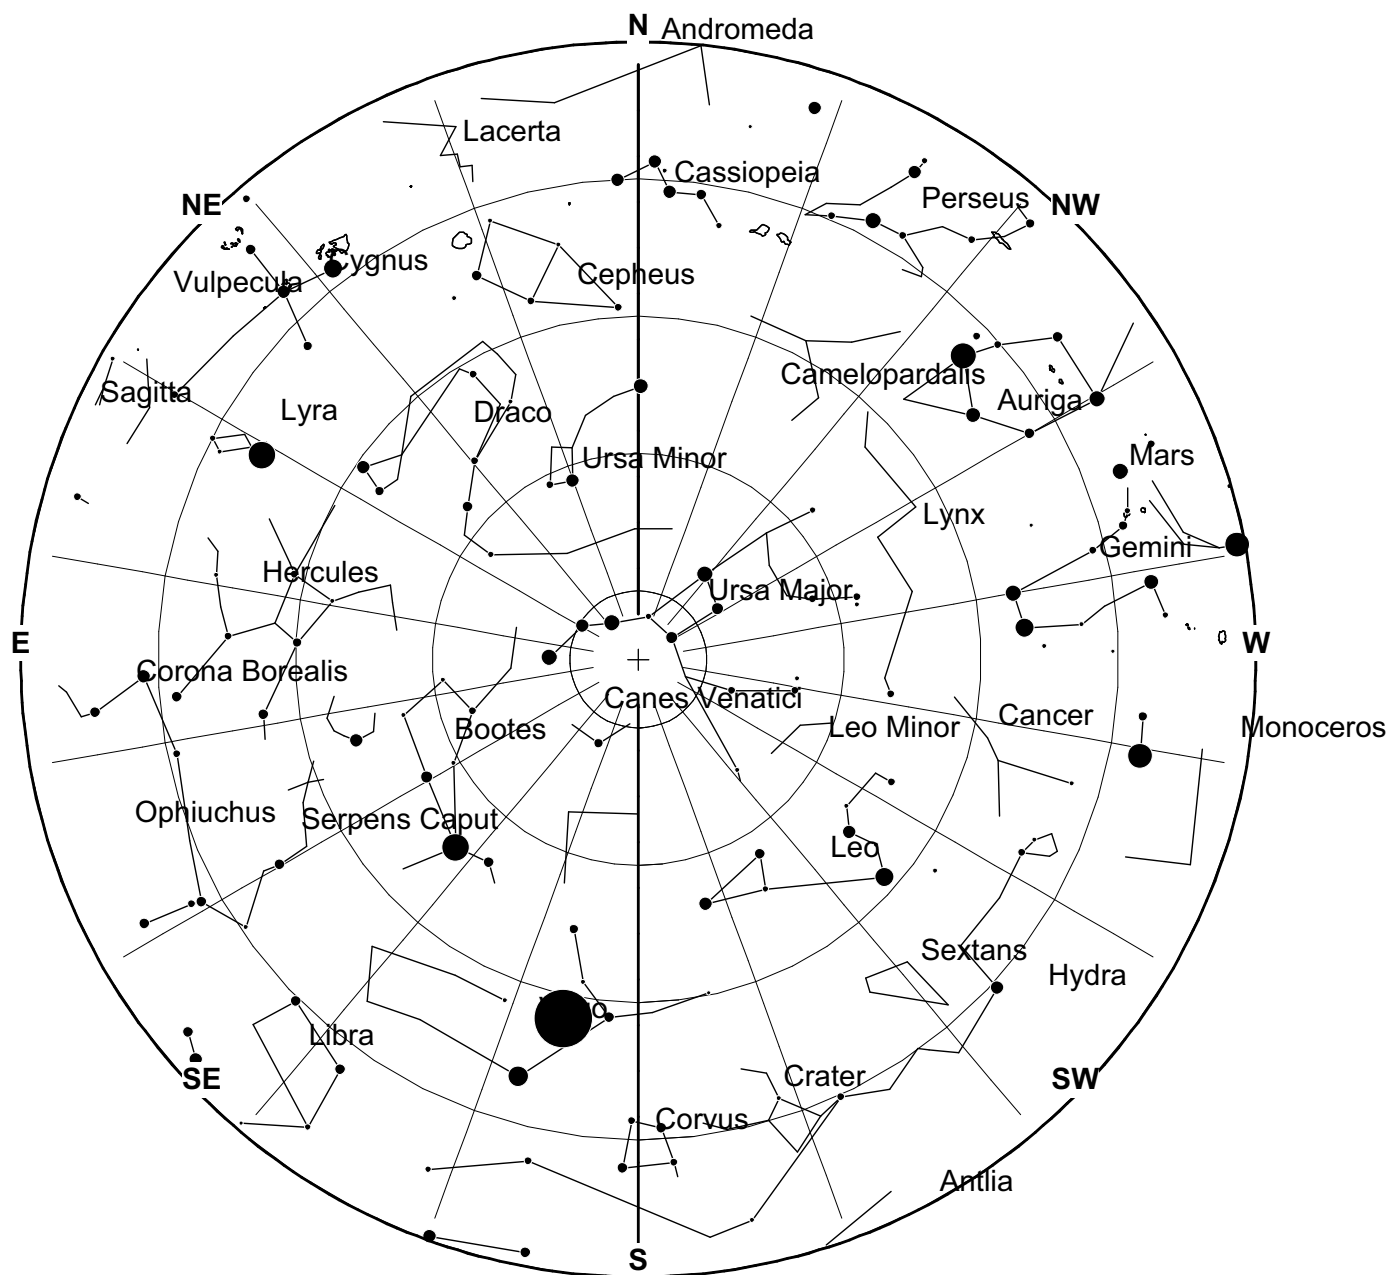 N Andromeda
Lacerta
Cassiopeia
NE
Perseus NW
Cygnus
Vulpecula
Cepheus
Camelopardalis
Sagitta
Lyra
Draco
Auriga
Ursa Minor
Mars
Lynx
Gemini
Hercules
Ursa Major
E
W
Corona Borealis
Canes Venatici
Bootes
Leo Minor
Cancer
Monoceros
Ophiuchus
Serpens Caput
Leo
Sextans
Hydra
Libra
SE
Crater
SW
Corvus
Antlia
S